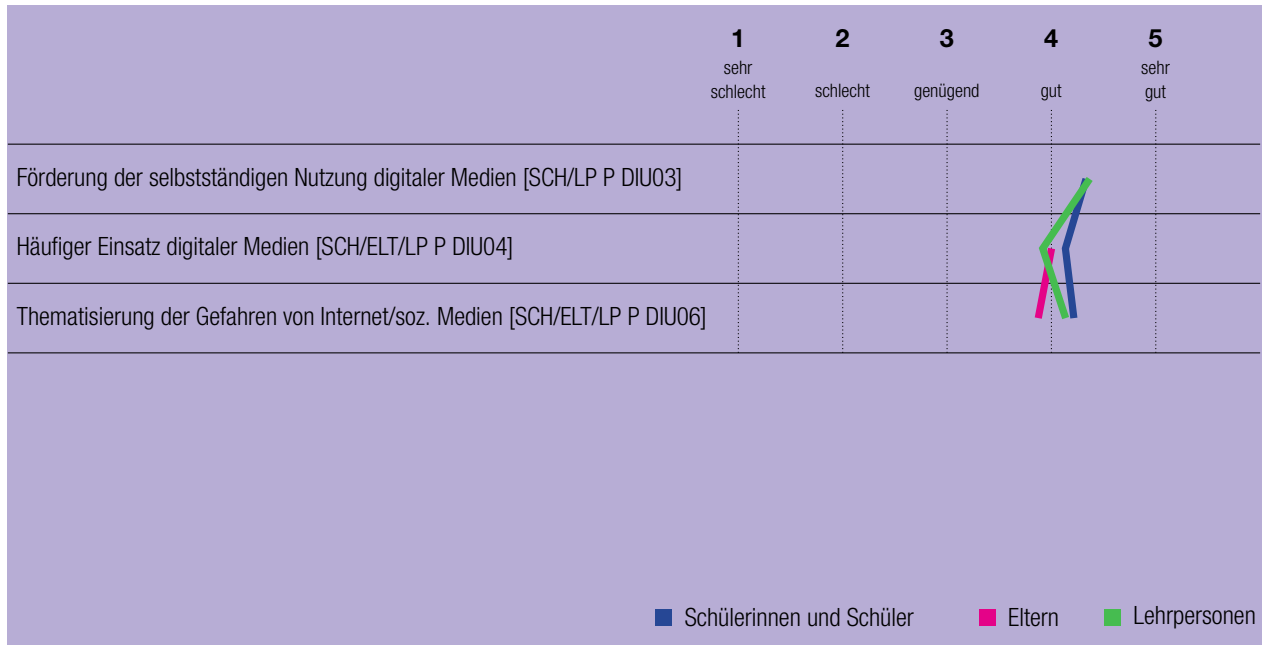 1 2 3 4 5
sehr schlecht schlecht genügend gut sehr gut
Förderung der selbstständigen Nutzung digitaler Medien [SCH/LP P DIU03]
Häufiger Einsatz digitaler Medien [SCH/ELT/LP P DIU04]
Thematisierung der Gefahren von Internet/soz. Medien [SCH/ELT/LP P DIU06]
Schülerinnen und Schüler Eltern Lehrpersonen